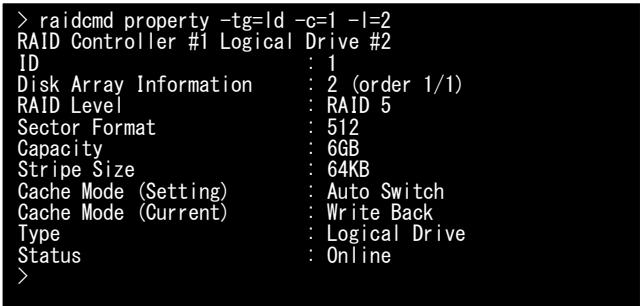 > raidcmd property -tg=ld -c=1 -l=2
RAID Controller #1 Logical Drive #2
ID : 1
Disk Array Information : 2 (order 1/1)
RAID Level : RAID 5
Sector Format : 512
Capacity : 6GB
Stripe Size : 64KB
Cache Mode (Setting) : Auto Switch
Cache Mode (Current) : Write Back
Type : Logical Drive
Status : Online
>